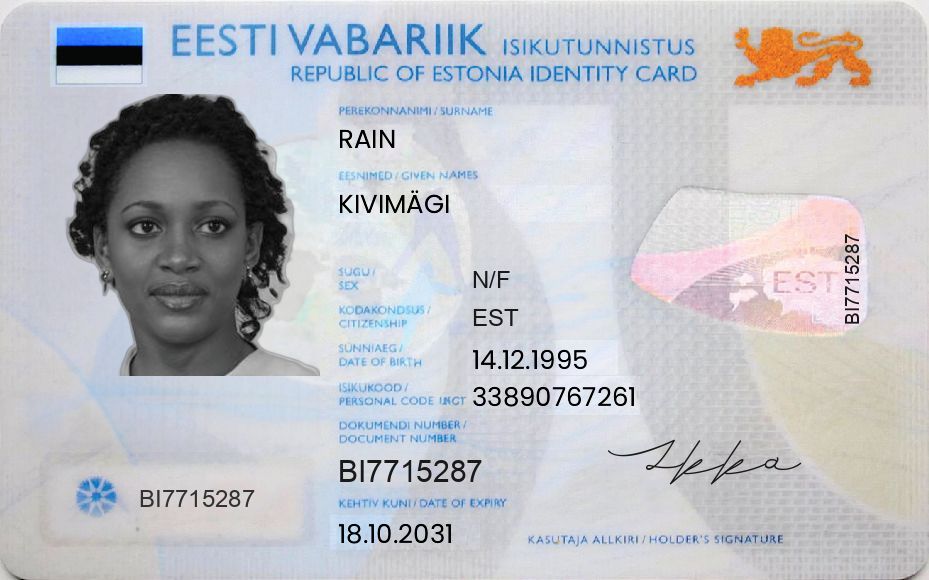 EESTI VABARIIK ISIKUTUNNISTUS
REPUBLIC OF ESTONIA IDENTITY CARD
PEREKONNANIMI / SURNAME
RAIN
EESNIMED / GIVEN NAMES
KIVIMÄGI
SUGU /
SEX
N/F
KODAKONDSUS /
CITIZENSHIP
EST
SÜNNIAEG /
DATE OF BIRTH
14.12.1995
ISIKUKOOD /
PERSONAL CODE
33890767261
DOKUMENDI NUMBER /
DOCUMENT NUMBER
BI7715287
KEHTIV KUNI / DATE OF EXPIRY
18.10.2031
BI7715287
EST
BI7715287
KASUTAJA ALLKIRI / HOLDER'S SIGNATURE